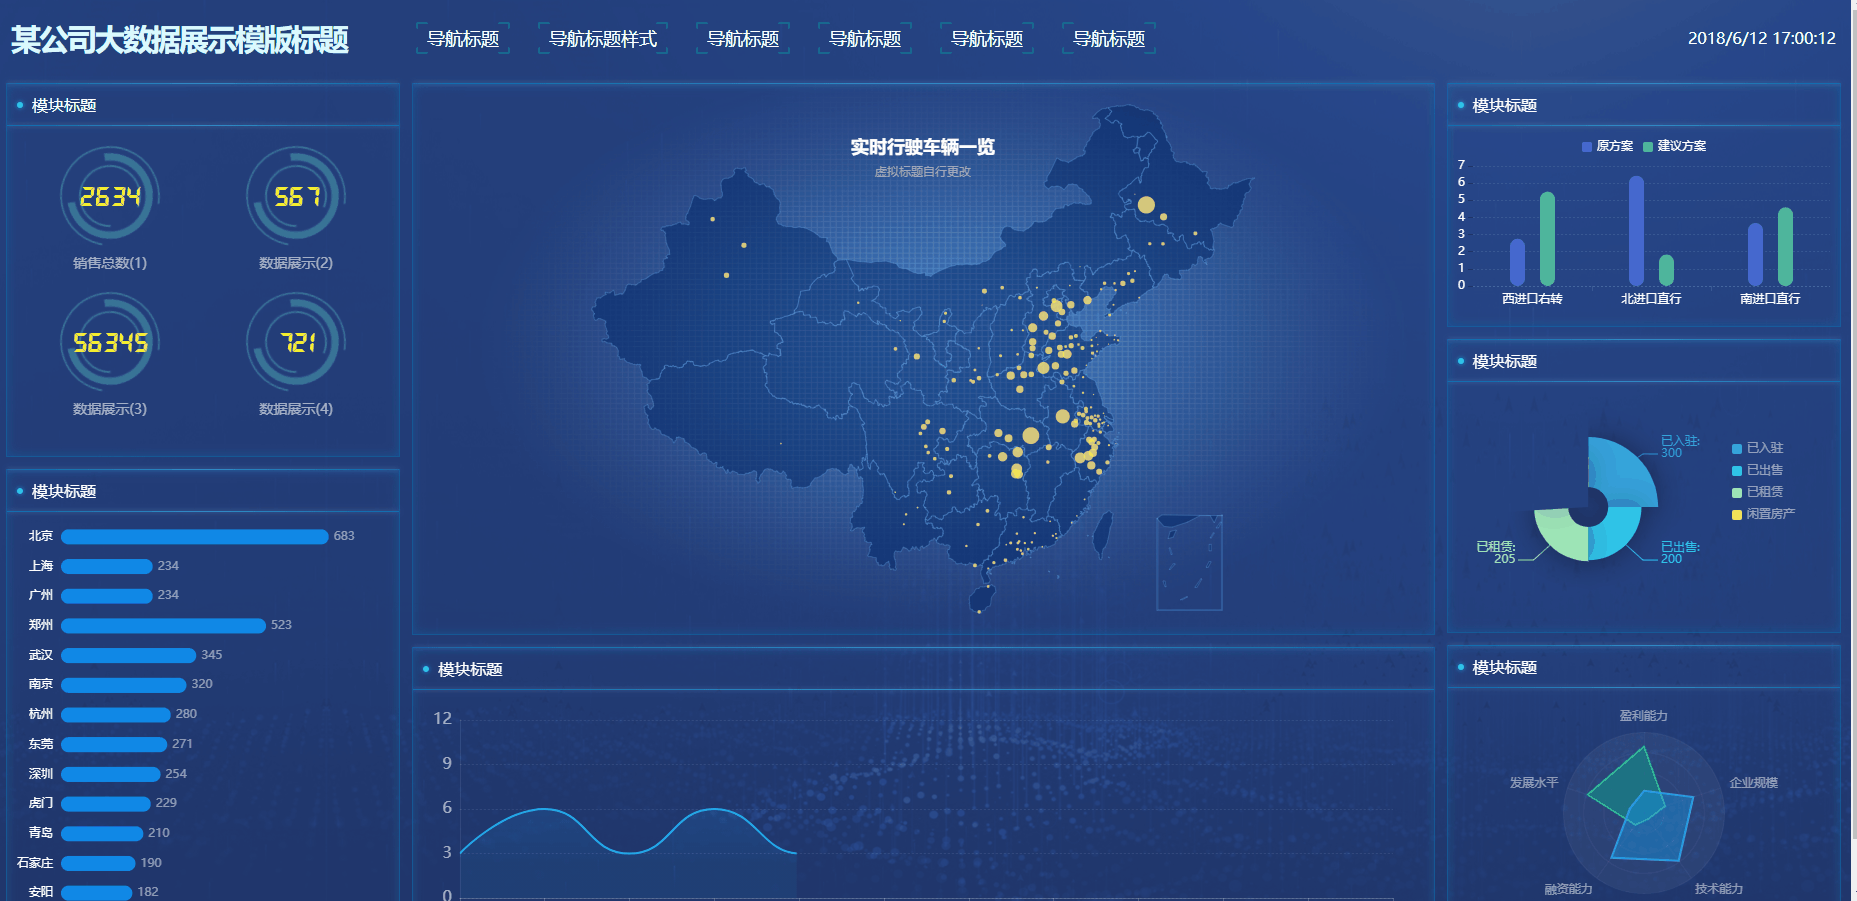 某公司大数据展示模版标题
导航标题
导航标题样式
导航标题
导航标题
导航标题
导航标题
2018/6/12 17:00:12
模块标题
2634
销售总数(1)
567
数据展示(2)
56345
数据展示(3)
721
数据展示(4)
模块标题
北京 683
上海 234
广州 234
郑州 523
武汉 345
南京 320
杭州 280
东莞 271
深圳 254
虎门 229
青岛 210
石家庄 190
安阳 182
实时行驶车辆一览
虚拟标题自行更改
模块标题
12
9
6
3
0
模块标题
原方案 建议方案
7
6
5
4
3
2
1
0
西进口右转 北进口直行 南进口直行
模块标题
已入驻:
300
已出售:
200
已租赁:
205
已入驻
已出售
已租赁
闲置房产
模块标题
盈利能力
发展水平
企业规模
融资能力
技术能力